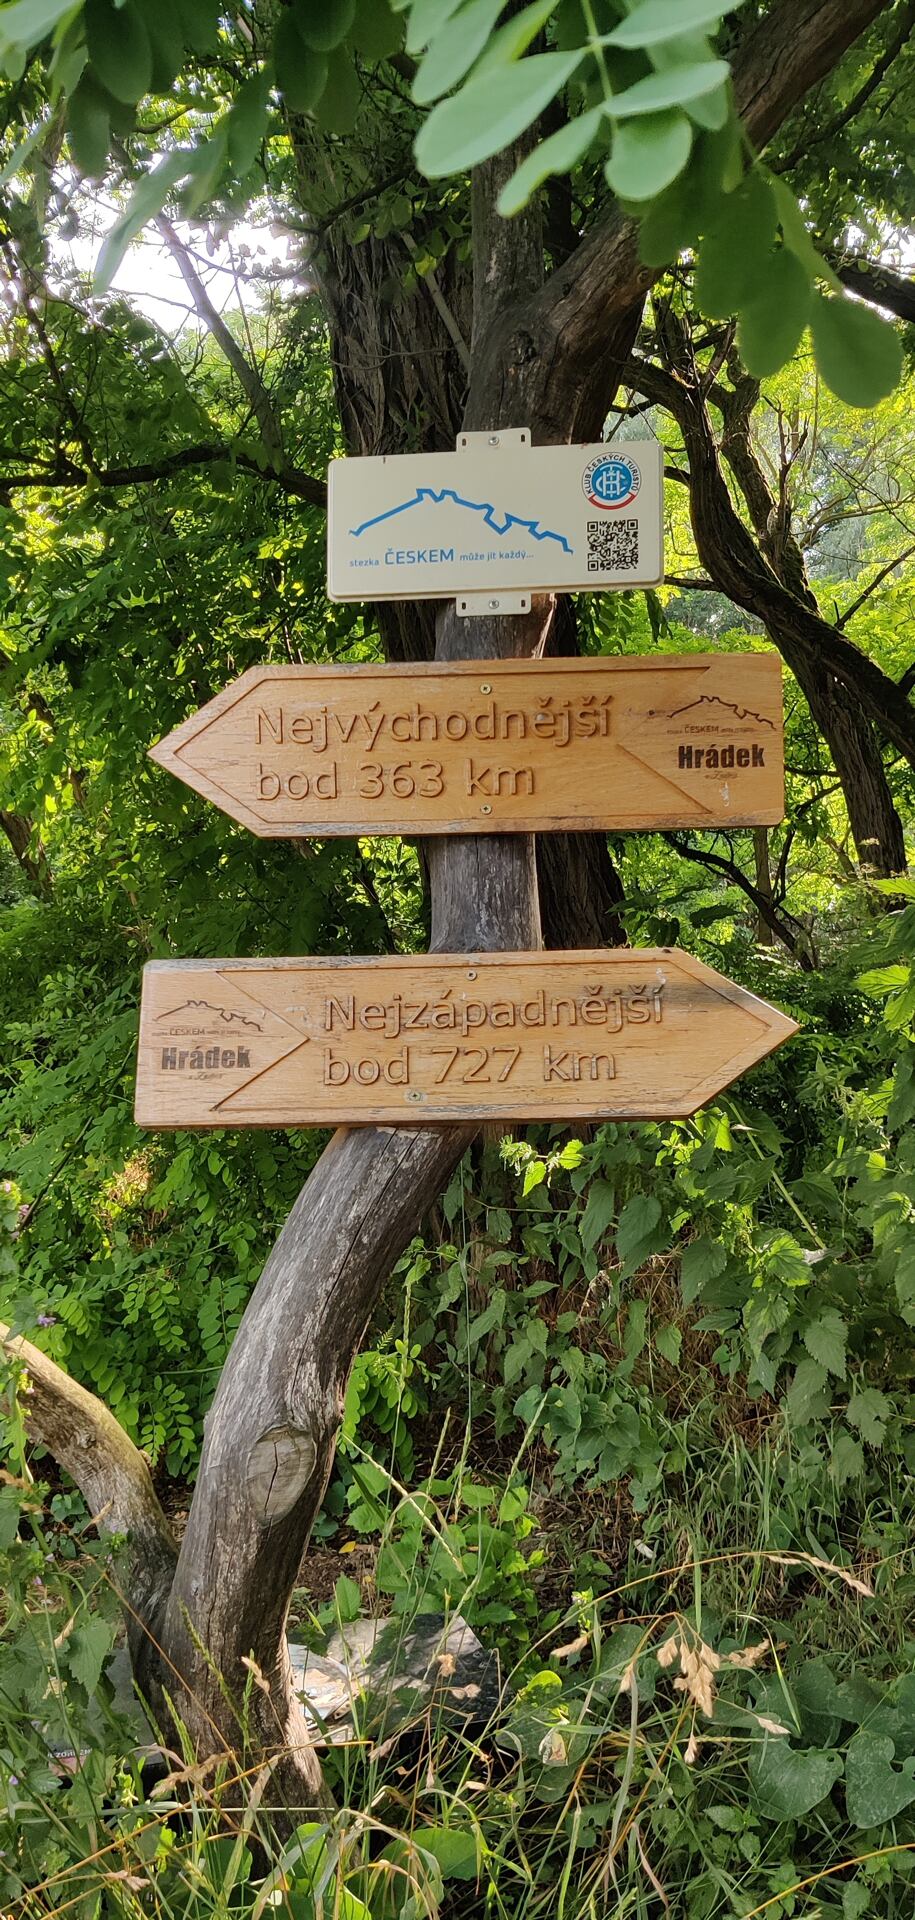 KLUB ČESKÝCH TURISTŮ
stezka ČESKEM může jít každý...
Nejvýchodnější
bod 363 km
ČESKEM
Hrádek
Nejzápadnější
bod 727 km
ČESKEM
Hrádek